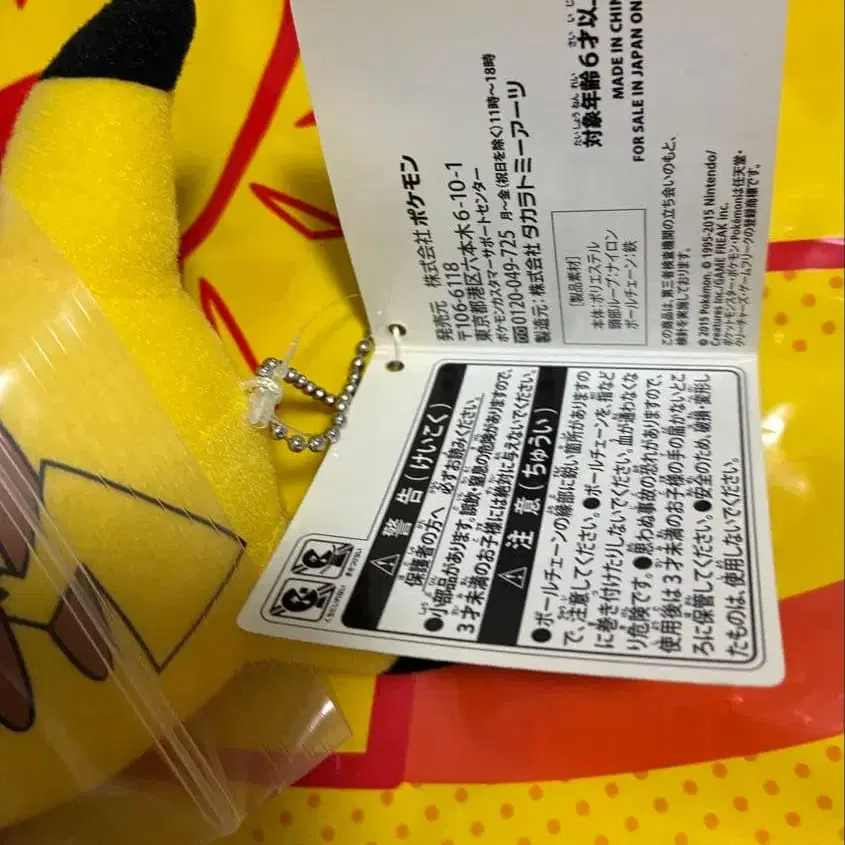 発売元 株式会社ポケモン
〒106-6118
東京都港区六本木6-10-1
ポケモンカスタマーサポートセンター
0120-049-725 月〜金(祝日を除く)11時〜18時
製造元:株式会社タカラトミーアーツ
[製品素材]
本体:ポリエステル
頭部ループ:ナイロン
ボールチェーン:鉄
対象年齢6才以上
MADE IN CHIN
FOR SALE IN JAPAN ON
この商品は、第三者検査機関の立ち会いのもと、
検針を実施しております。
©2015 Pokémon. ©1995-2015 Nintendo/
Creatures Inc./GAME FREAK inc.
ポケットモンスター・ポケモン・Pokémonは任天堂・
クリーチャーズ・ゲームフリークの登録商標です。
警告(けいこく)
保護者の方へ 必ずお読みください。
●小部品があります。誤飲・窒息の危険がありますので、
3才未満のお子様には絶対に与えないでください。
注意(ちゅうい)
●ボールチェーンの縁部に鋭い箇所がありますの
で、注意してください。●ボールチェーンを、指など
に巻き付けたりしないでください。血が通わなくな
り危険です。●思わぬ事故の恐れがありますので、
使用後は3才未満のお子様の手の届かないとこ
ろに保管してください。●安全のため、破損・変形し
たものは、使用しないでください。